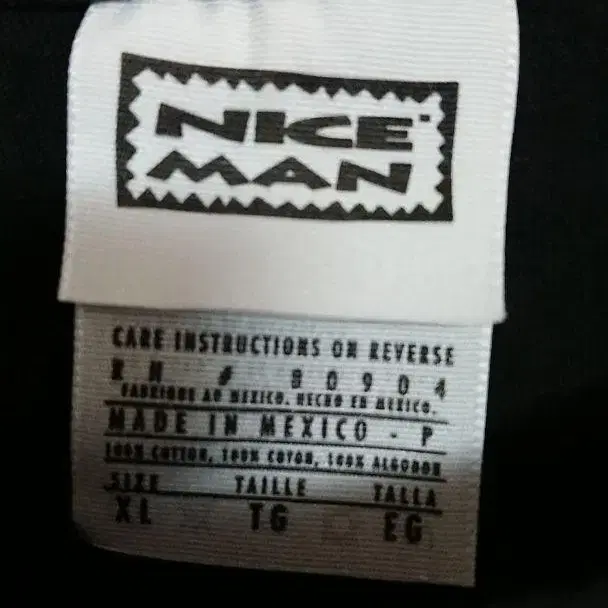 NICE
MAN
CARE INSTRUCTIONS ON REVERSE
RN # 80904
FABRIQUE AU MEXICO. HECHO EN MEXICO.
MADE IN MEXICO - P
100% COTTON, 100% COTON, 100% ALGODON
SIZE TAILLE TALLA
XL TG EG